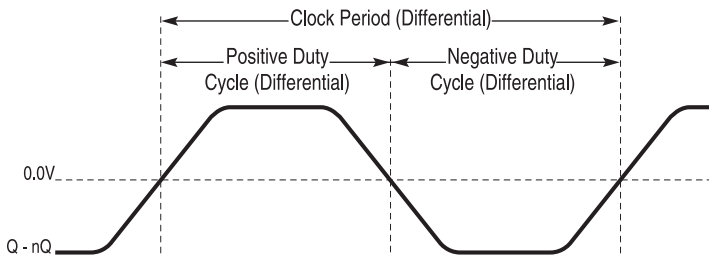 Clock Period (Differential)
Positive Duty
Cycle (Differential)
Negative Duty
Cycle (Differential)
0.0V
Q - nQ